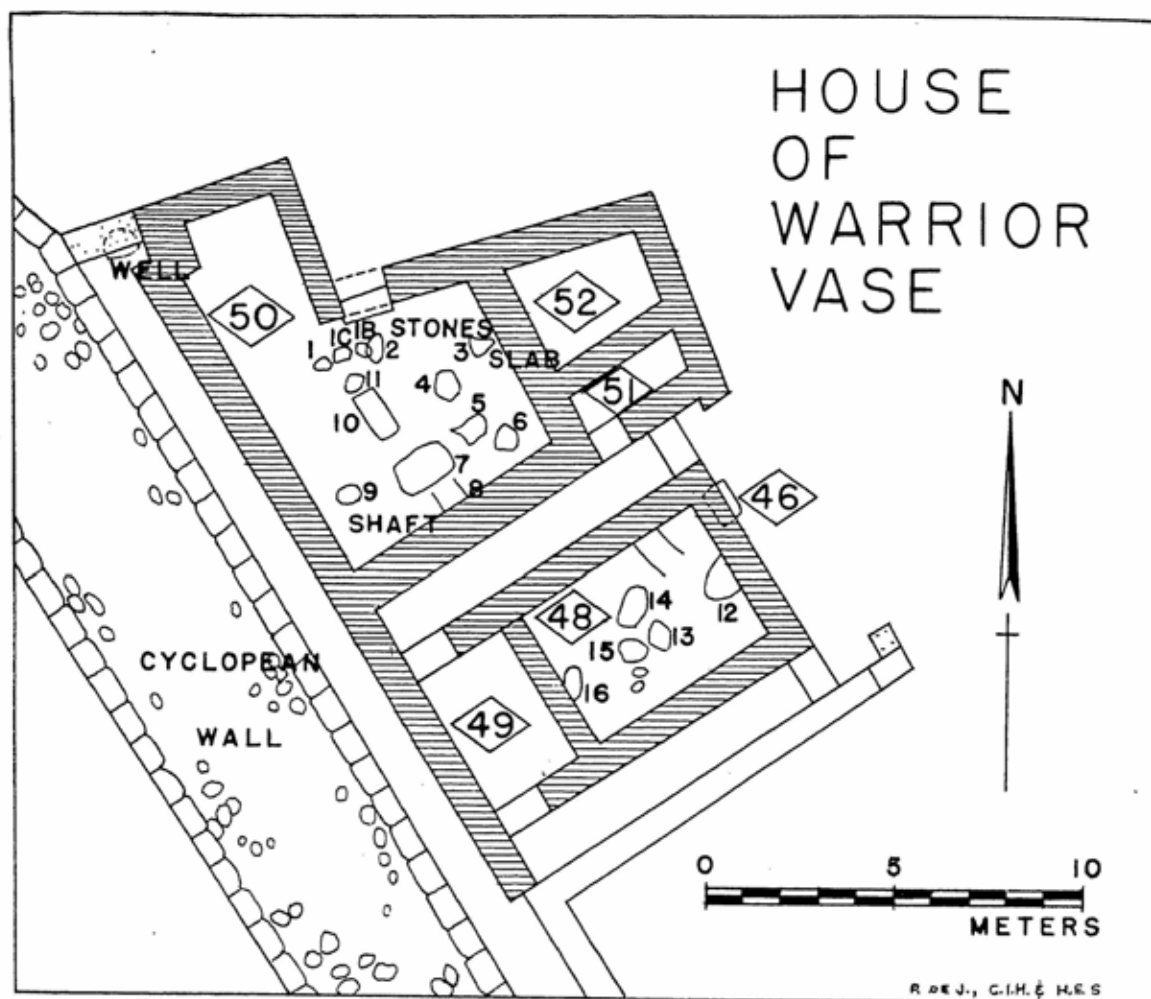 HOUSE
OF
WARRIOR
VASE
WELL
50
52
1
1C
1B
STONES
2
3
SLAB
51
11
4
10
5
6
7
8
9
SHAFT
N
46
48
14
12
15
13
16
CYCLOPEAN
WALL
49
0 5 10
METERS
R DE J., C.I.H. & H.E.S